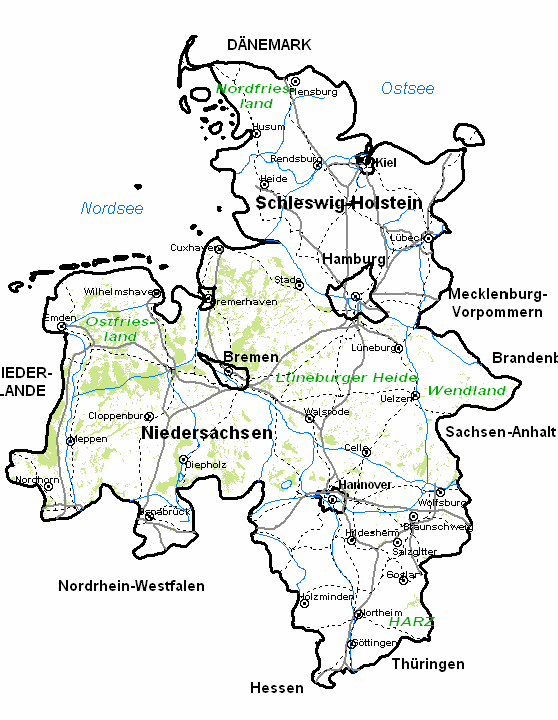 DÄNEMARK
Nordfries-
land
Flensburg
Ostsee
Husum
Rendsburg
Kiel
Heide
Schleswig-Holstein
Nordsee
Lübeck
Cuxhaven
Hamburg
Stade
Wilhelmshaven
Bremerhaven
Mecklenburg-
Vorpommern
Emden
Ostfries-
land
Lüneburg
Bremen
Brandenb
IEDER-
LANDE
Lüneburger Heide
Wendland
Uelzen
Cloppenburg
Walsrode
Niedersachsen
Sachsen-Anhalt
Meppen
Celle
Diepholz
Nordhorn
Hannover
Wolfsburg
Osnabrück
Braunschweig
Hildesheim
Salzgitter
Goslar
Nordrhein-Westfalen
Holzminden
Northeim
HARZ
Göttingen
Thüringen
Hessen